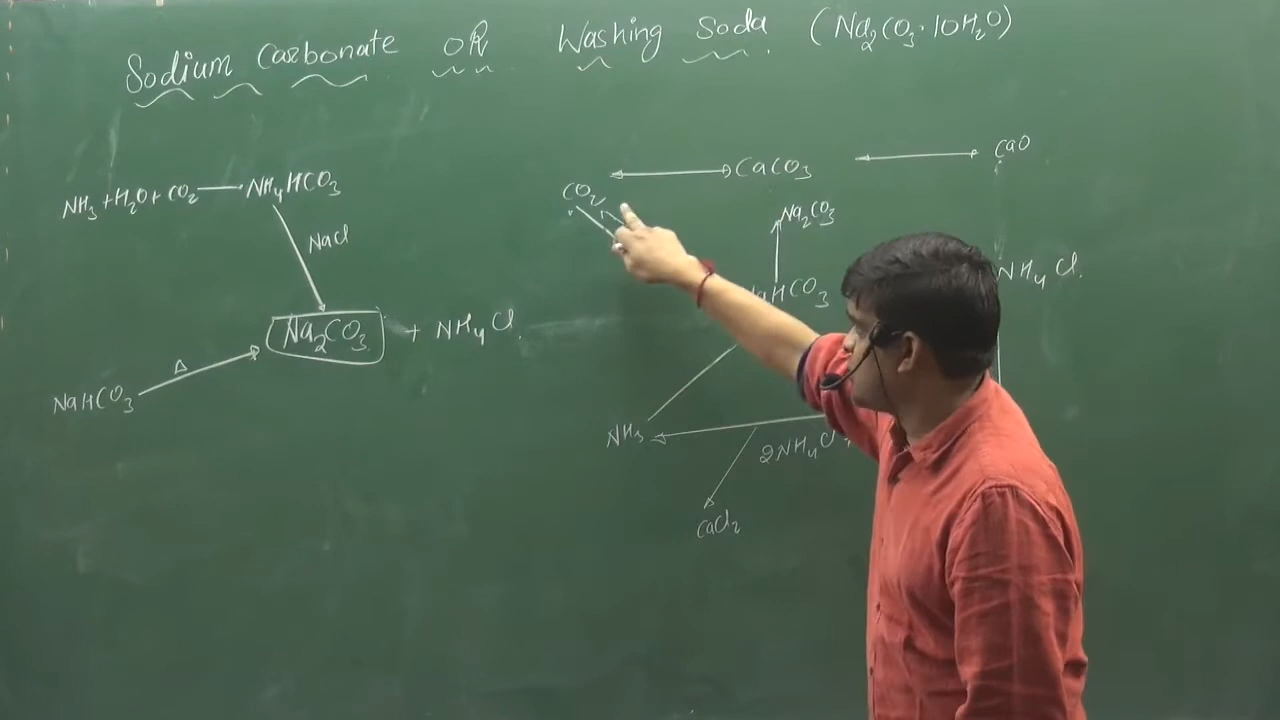 Sodium Carbonate OR Washing Soda (Na₂CO₃·10H₂O)
NH₃ + H₂O + CO₂ — NH₄HCO₃
NaCl
Na₂CO₃ + NH₄Cl
Δ
NaHCO₃
CO₂ ⟷ CaCO₃ ⟷ CaO
Na₂CO₃
HCO₃
NH₄Cl
NH₃
2NH₄Cl
CaCl₂